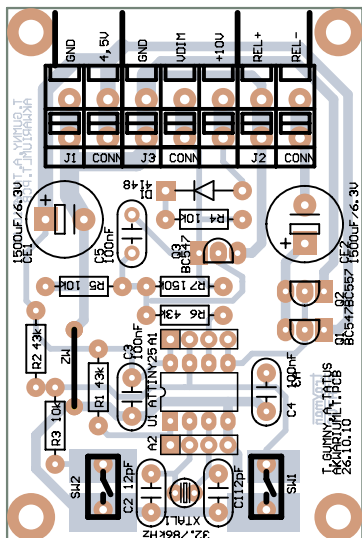 GND
4,5V
GND
VDIM
+10V
REL+
REL-
J1
CONN
J3
CONN
J2
CONN
D1
4148
R4 10k
1500uF/6.3V
CE1
C5
100nF
Q3
BC547
1500uF/6.3V
CE2
R5 10k
R7 150k
Q2
BC557
Q1
BC547
R6 43k
R2 43k
MZ
C3
100nF
U1 ATTINY25
A1
A2
R1 43k
R3 10k
C4
100nF
SW2
C2 12pF
XTAL1
32.768kHz
C1 12pF
SW1
T.GUMNY, A.TATUS
26.10.10